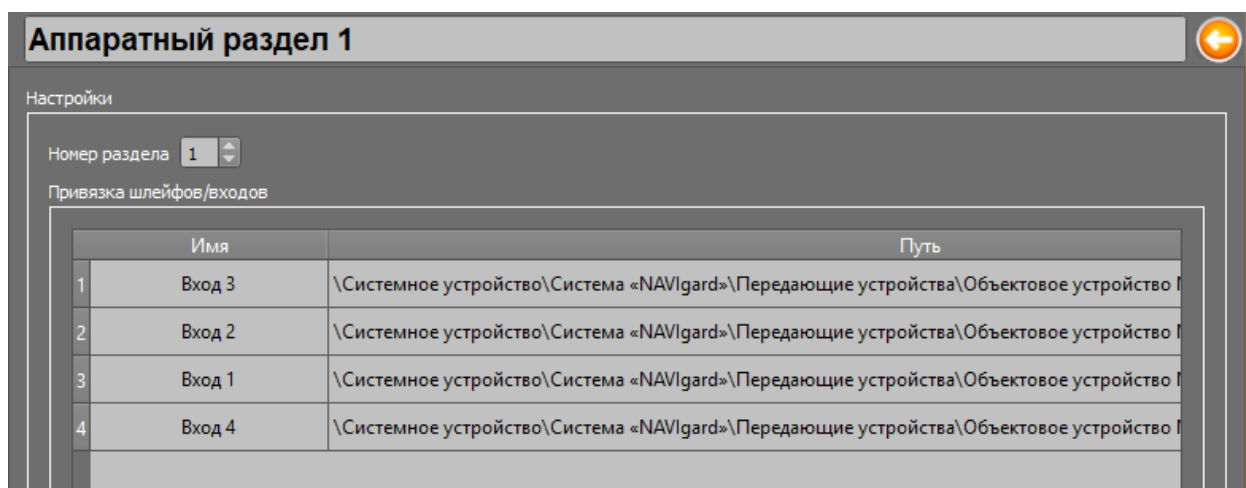 Аппаратный раздел 1
Настройки
Номер раздела 1
Привязка шлейфов/входов
Имя Путь
1 Вход 3 \Системное устройство\Система «NAVIgard»\Передающие устройства\Объектовое устройство
2 Вход 2 \Системное устройство\Система «NAVIgard»\Передающие устройства\Объектовое устройство
3 Вход 1 \Системное устройство\Система «NAVIgard»\Передающие устройства\Объектовое устройство
4 Вход 4 \Системное устройство\Система «NAVIgard»\Передающие устройства\Объектовое устройство